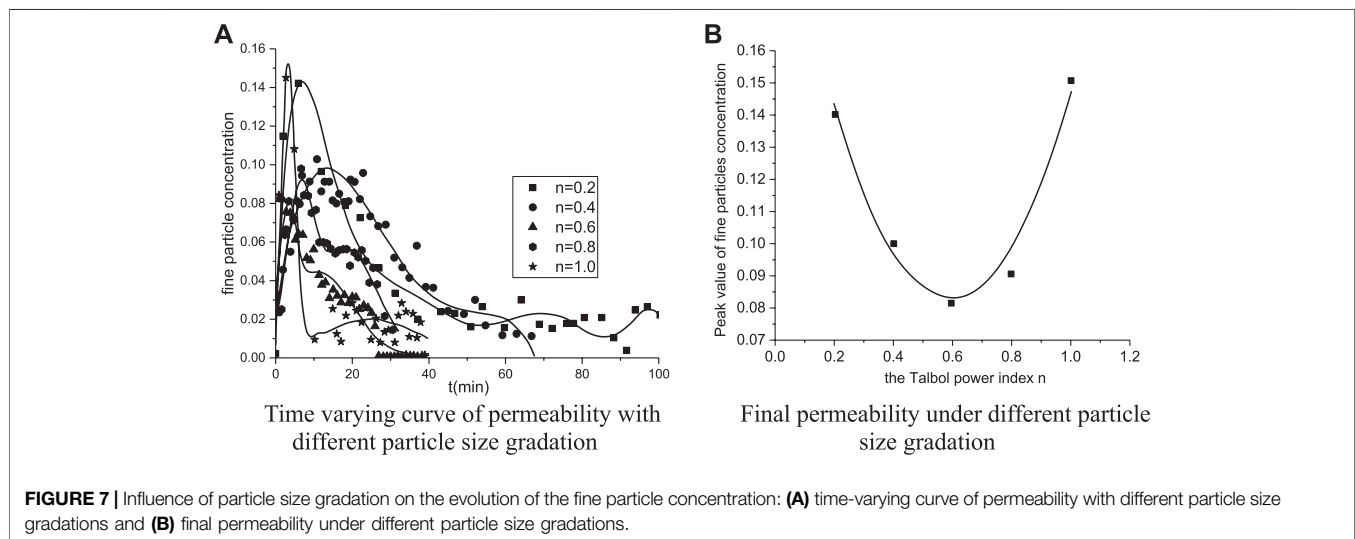 A
0.16
0.14
0.12
0.10
0.08
0.06
0.04
0.02
0.00
fine particle concentration
0
20
40
60
80
100
t(min)
n=0.2
n=0.4
n=0.6
n=0.8
n=1.0
Time varying curve of permeability with
different particle size gradation
B
0.16
0.15
0.14
0.13
0.12
0.11
0.10
0.09
0.08
0.07
Peak value of fine particles concentration
0.0
0.2
0.4
0.6
0.8
1.0
1.2
the Talbol power index n
Final permeability under different particle
size gradation
FIGURE 7 | Influence of particle size gradation on the evolution of the fine particle concentration: (A) time-varying curve of permeability with different particle size
gradations and (B) final permeability under different particle size gradations.